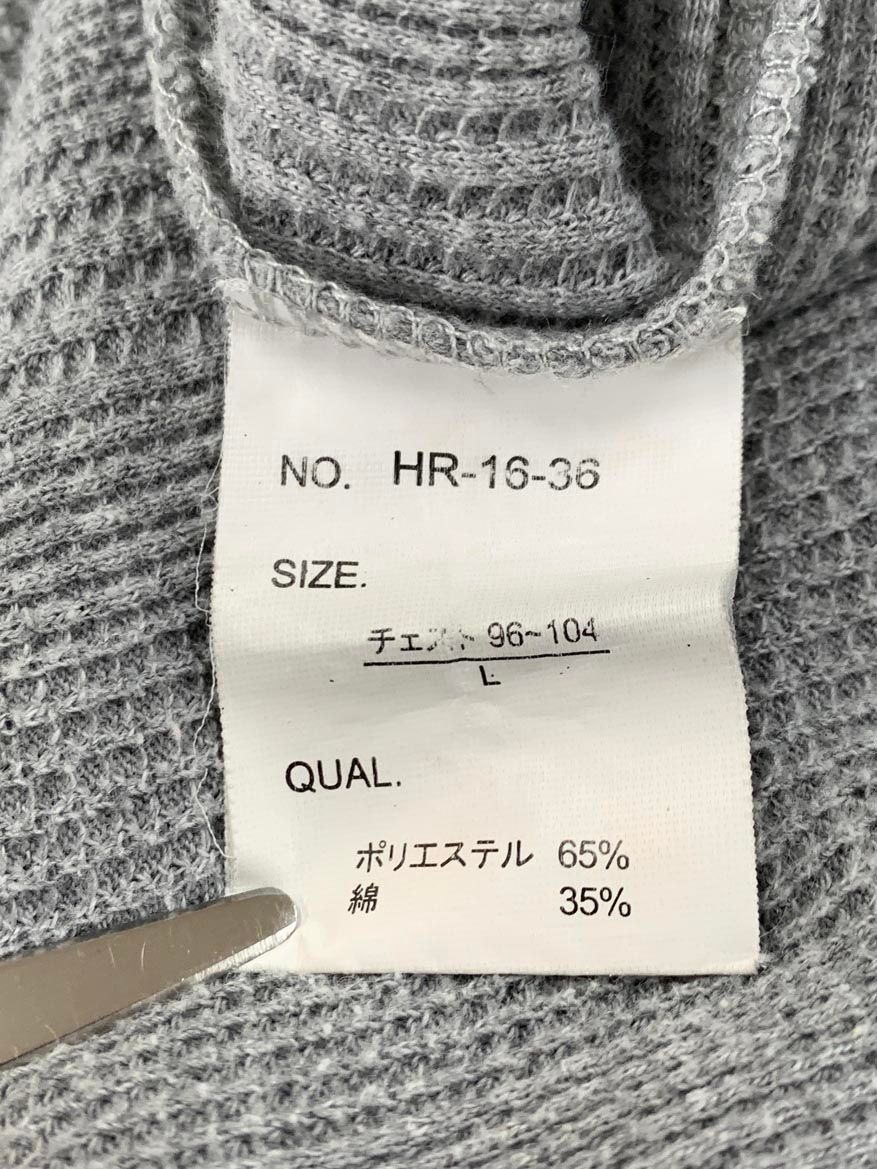 NO. HR-16-36
SIZE.
チェスト 96~104
L
QUAL.
ポリエステル 65%
綿 35%